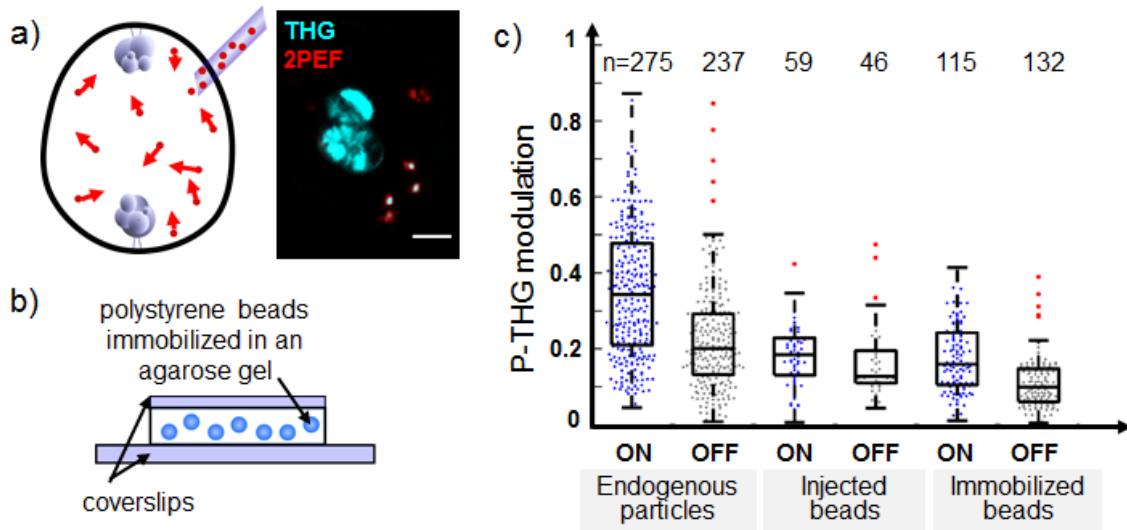 a)
THG
2PEF
b)
polystyrene beads
immobilized in an
agarose gel
coverslips
c)
P-THG modulation
1
0.8
0.6
0.4
0.2
0
n=275 237 59 46 115 132
ON OFF ON OFF ON OFF
Endogenous particles
Injected beads
Immobilized beads